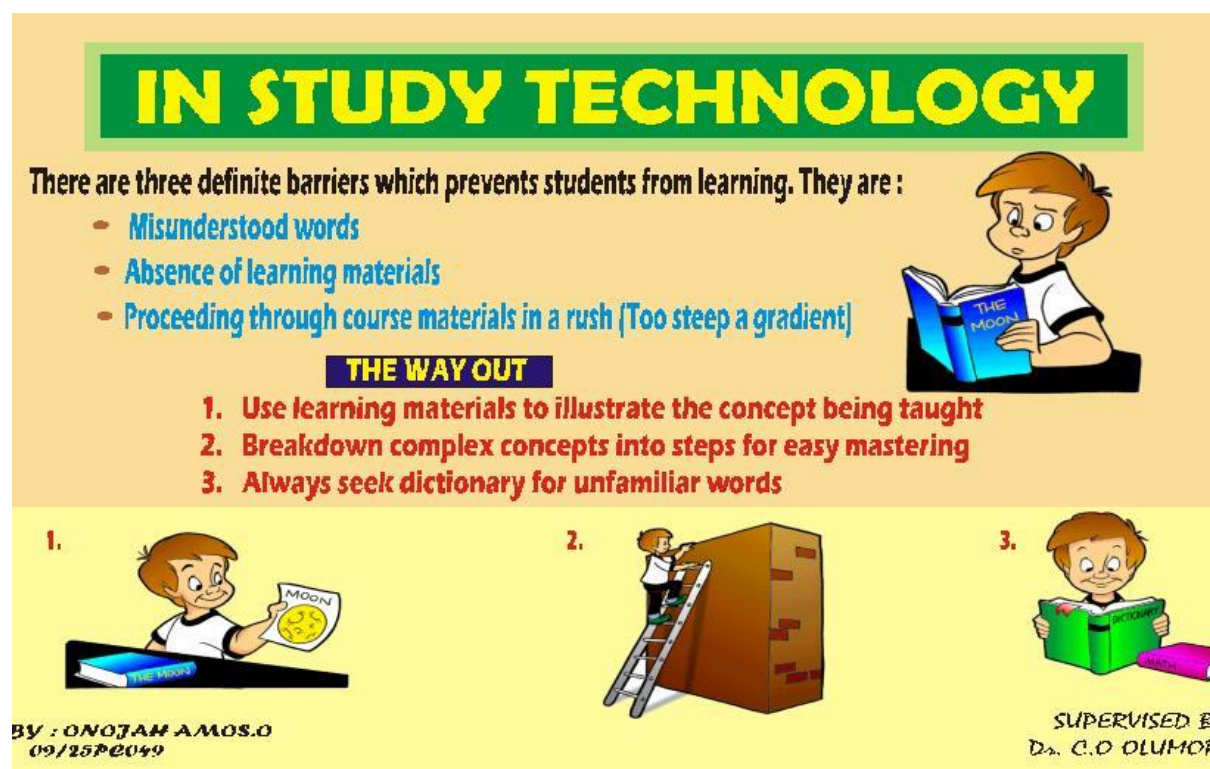 IN STUDY TECHNOLOGY
There are three definite barriers which prevents students from learning. They are :
Misunderstood words
Absence of learning materials
Proceeding through course materials in a rush (Too steep a gradient)
THE MOON
THE WAY OUT
1. Use learning materials to illustrate the concept being taught
2. Breakdown complex concepts into steps for easy mastering
3. Always seek dictionary for unfamiliar words
1.
MOON
THE MOON
2.
3.
DICTIONARY
MATH
BY : ONOJAH AMOS.O
09/25PC049
SUPERVISED
Dr. C.O